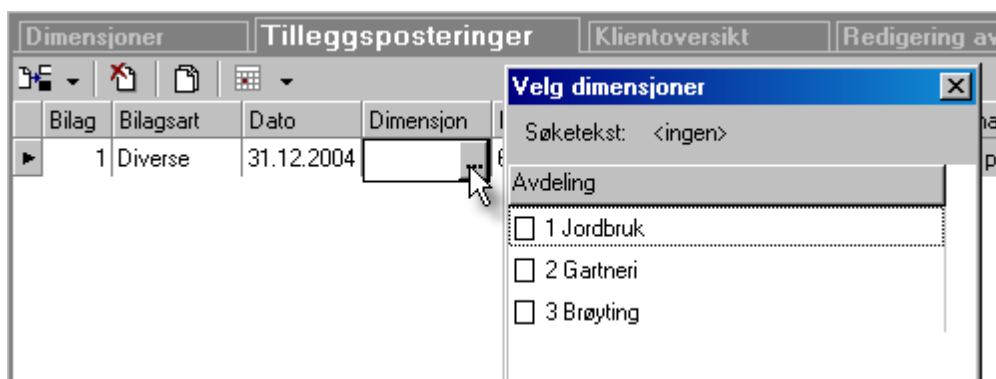 Dimensjoner Tilleggsposteringer Klientoversikt Redigering av
Velg dimensjoner
Bilag Bilagsart Dato Dimensjon
Søketekst: <ingen>
1 Diverse 31.12.2004 ...
Avdeling
1 Jordbruk
2 Gartneri
3 Brøyting